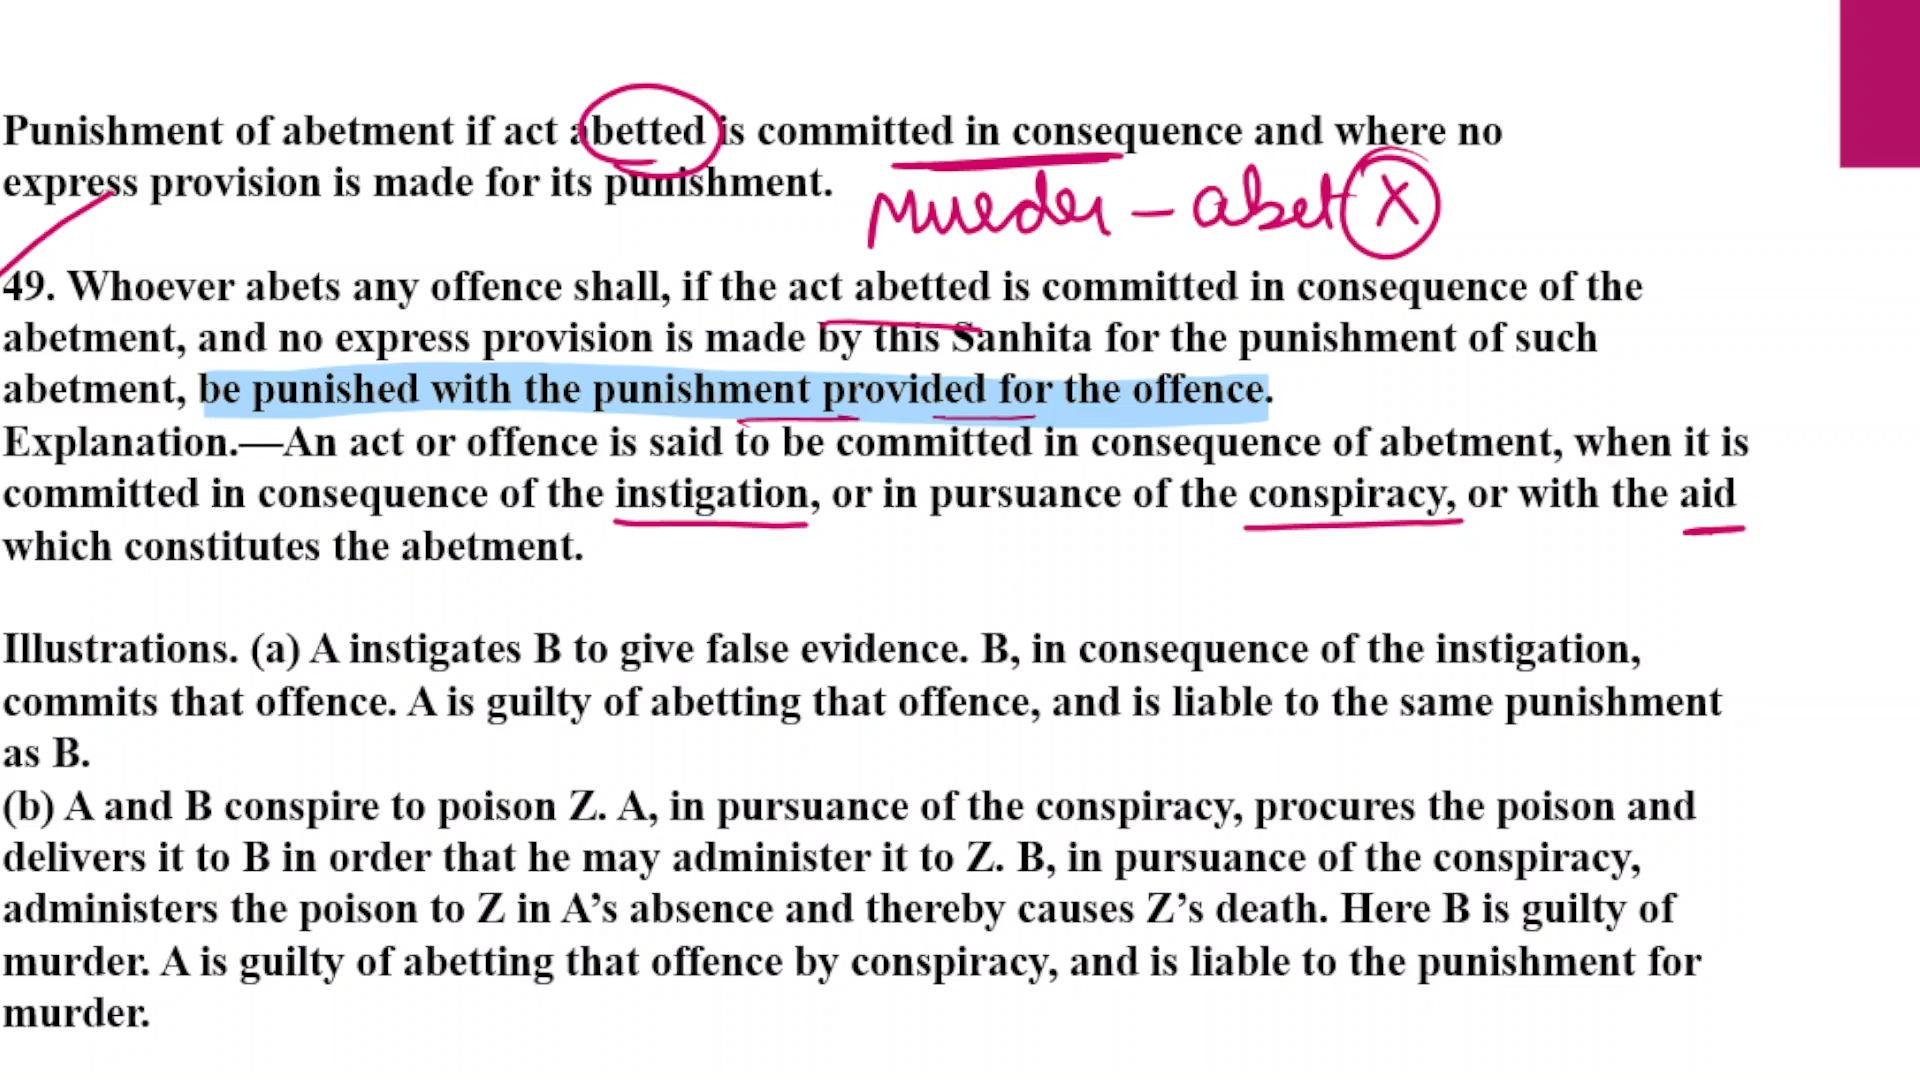 Punishment of abetment if act abetted is committed in consequence and where no
express provision is made for its punishment.
murder - abet X
49. Whoever abets any offence shall, if the act abetted is committed in consequence of the
abetment, and no express provision is made by this Sanhita for the punishment of such
abetment, be punished with the punishment provided for the offence.
Explanation.—An act or offence is said to be committed in consequence of abetment, when it is
committed in consequence of the instigation, or in pursuance of the conspiracy, or with the aid
which constitutes the abetment.
Illustrations. (a) A instigates B to give false evidence. B, in consequence of the instigation,
commits that offence. A is guilty of abetting that offence, and is liable to the same punishment
as B.
(b) A and B conspire to poison Z. A, in pursuance of the conspiracy, procures the poison and
delivers it to B in order that he may administer it to Z. B, in pursuance of the conspiracy,
administers the poison to Z in A’s absence and thereby causes Z’s death. Here B is guilty of
murder. A is guilty of abetting that offence by conspiracy, and is liable to the punishment for
murder.